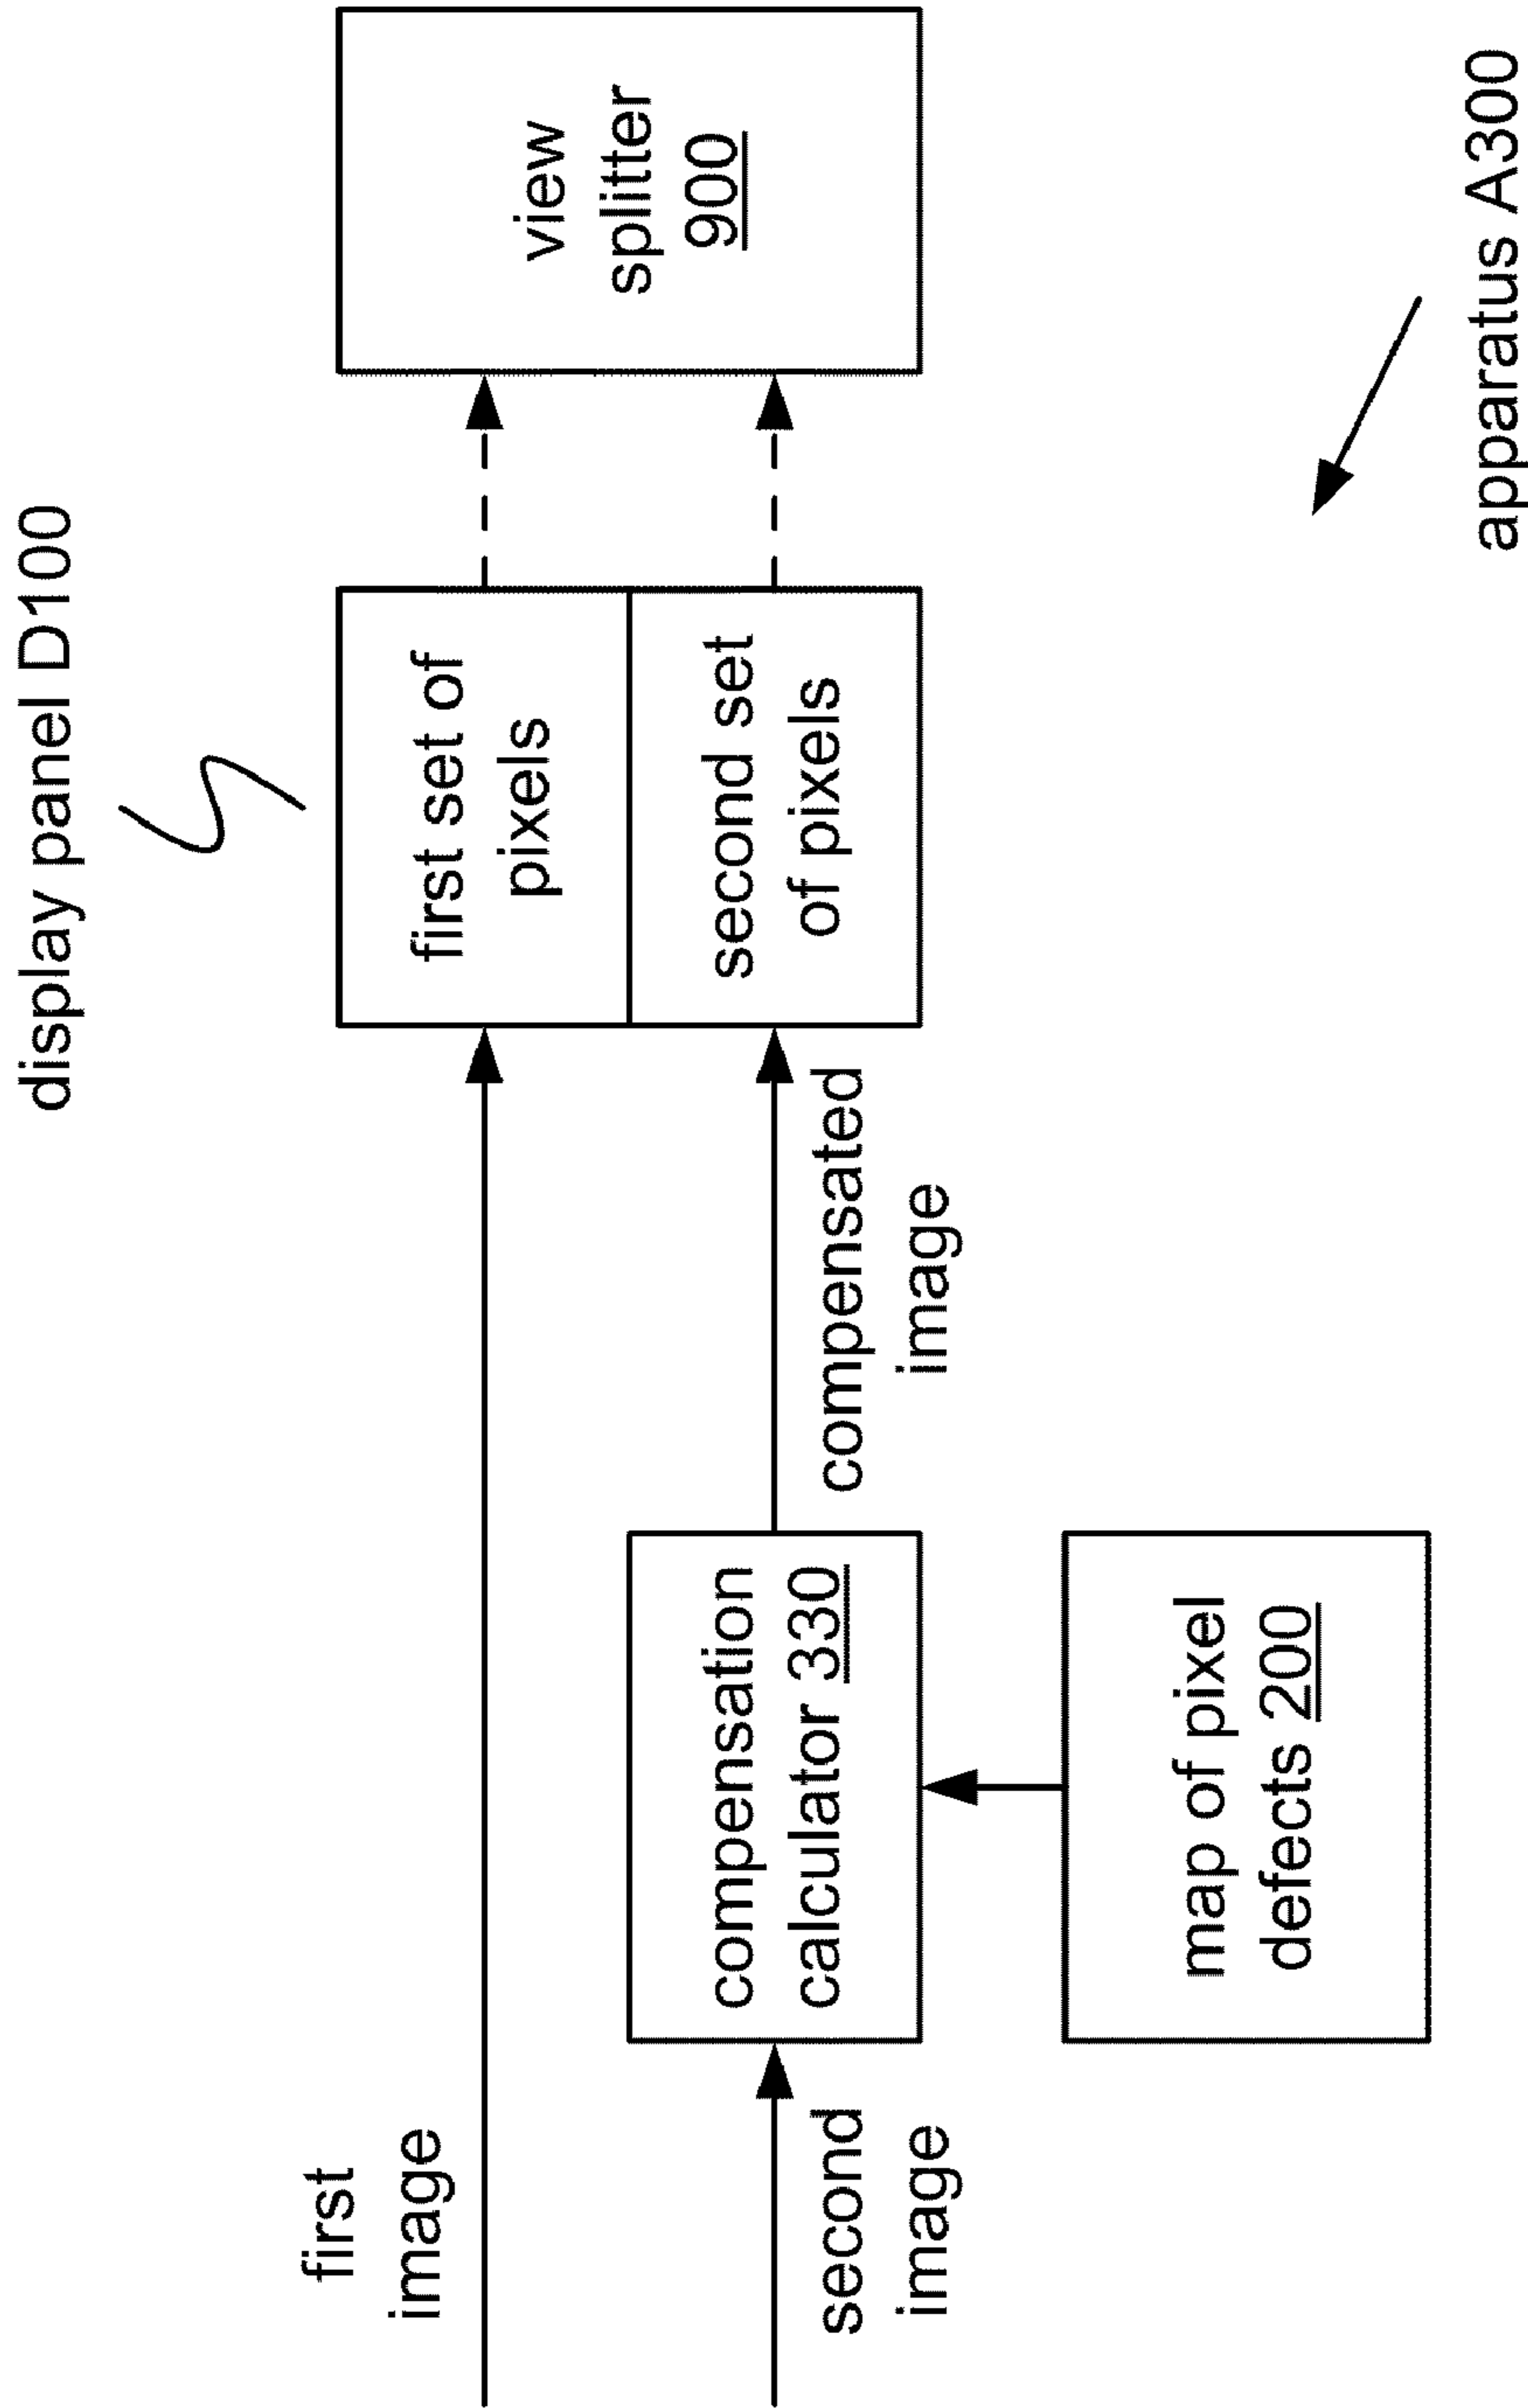 display panel D100
first
image
first set of
pixels
view
splitter
900
second
image
compensation
calculator 330
compensated
image
second set
of pixels
map of pixel
defects 200
apparatus A300